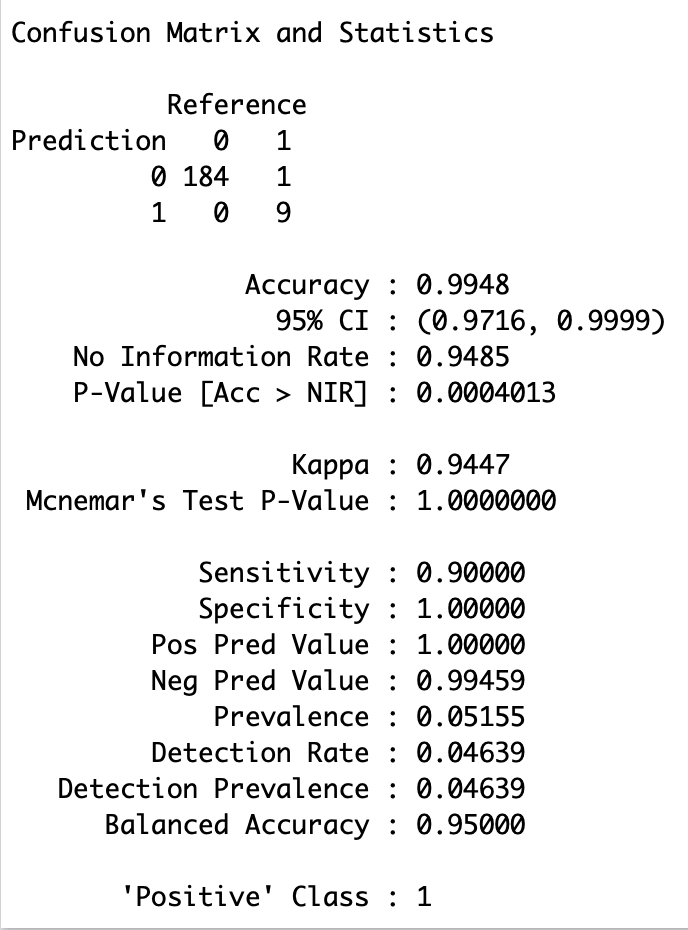 Confusion Matrix and Statistics
Reference
Prediction 0 1
0 184 1
1 0 9
Accuracy : 0.9948
95% CI : (0.9716, 0.9999)
No Information Rate : 0.9485
P-Value [Acc > NIR] : 0.0004013
Kappa : 0.9447
Mcnemar's Test P-Value : 1.0000000
Sensitivity : 0.90000
Specificity : 1.00000
Pos Pred Value : 1.00000
Neg Pred Value : 0.99459
Prevalence : 0.05155
Detection Rate : 0.04639
Detection Prevalence : 0.04639
Balanced Accuracy : 0.95000
'Positive' Class : 1